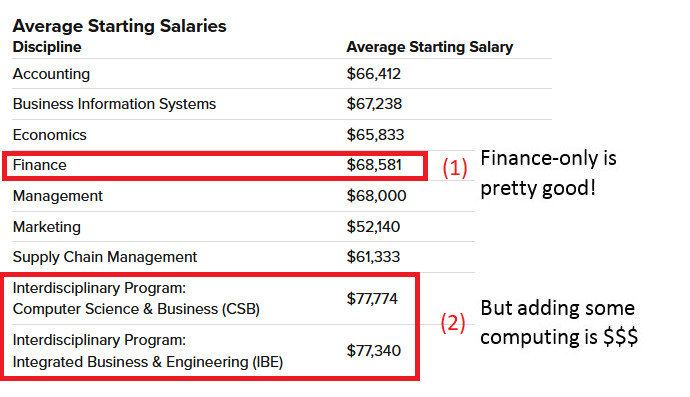 Average Starting Salaries
Discipline Average Starting Salary
Accounting $66,412
Business Information Systems $67,238
Economics $65,833
Finance $68,581
(1) Finance-only is
pretty good!
Management $68,000
Marketing $52,140
Supply Chain Management $61,333
Interdisciplinary Program:
Computer Science & Business (CSB) $77,774
(2) But adding some
computing is $$$
Interdisciplinary Program:
Integrated Business & Engineering (IBE) $77,340